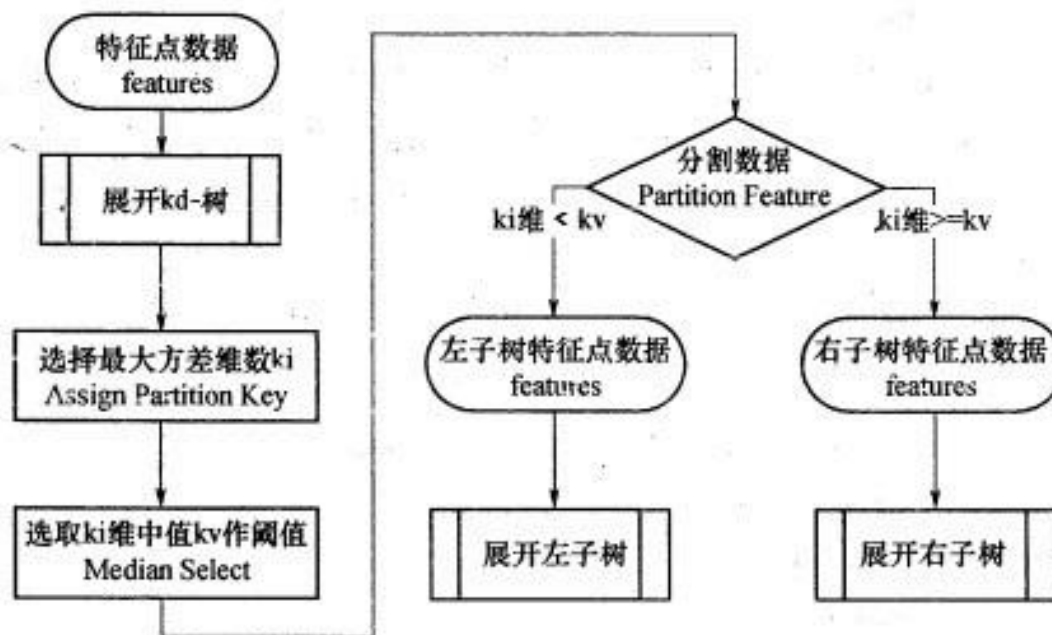 特征点数据
features
展开kd-树
选择最大方差维数ki
Assign Partition Key
选取ki维中值kv作阈值
Median Select
分割数据
Partition Feature
ki维 < kv
ki维>=kv
左子树特征点数据
features
右子树特征点数据
features
展开左子树
展开右子树